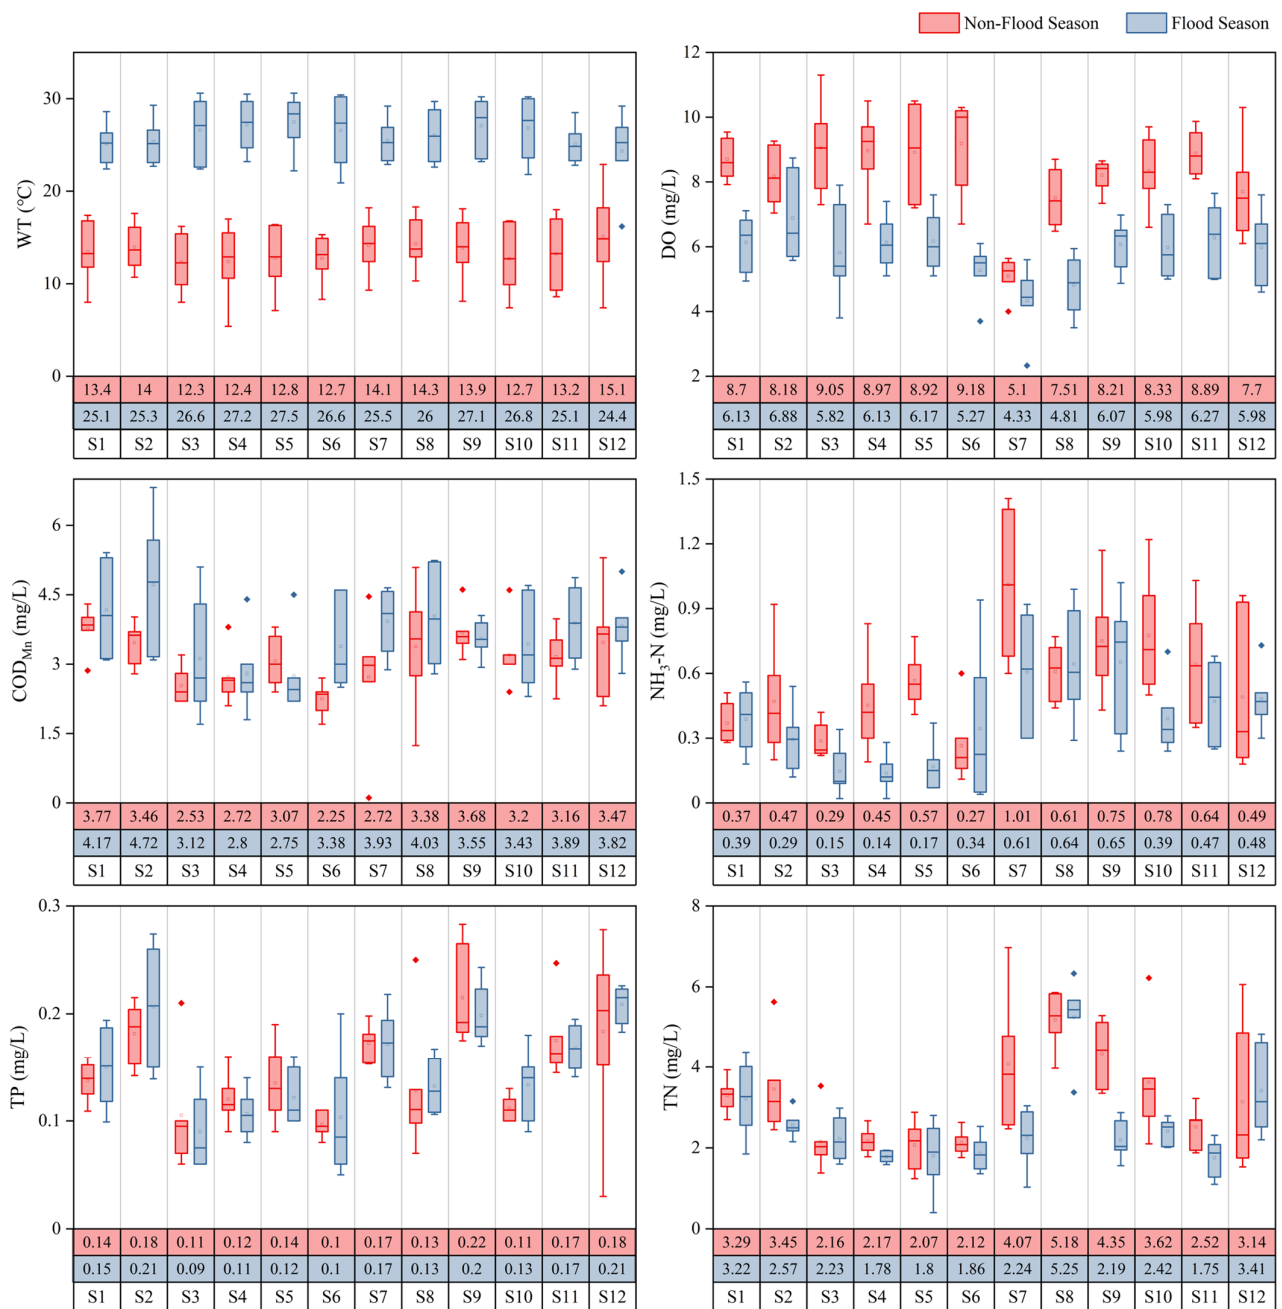 Non-Flood Season Flood Season
WT (℃)
30
20
10
0
13.4 14 12.3 12.4 12.8 12.7 14.1 14.3 13.9 12.7 13.2 15.1
25.1 25.3 26.6 27.2 27.5 26.6 25.5 26 27.1 26.8 25.1 24.4
S1 S2 S3 S4 S5 S6 S7 S8 S9 S10 S11 S12
DO (mg/L)
12
10
8
6
4
2
8.7 8.18 9.05 8.97 8.92 9.18 5.1 7.51 8.21 8.33 8.89 7.7
6.13 6.88 5.82 6.13 6.17 5.27 4.33 4.81 6.07 5.98 6.27 5.98
S1 S2 S3 S4 S5 S6 S7 S8 S9 S10 S11 S12
COD_Mn (mg/L)
6
4.5
3
1.5
0
3.77 3.46 2.53 2.72 3.07 2.25 2.72 3.38 3.68 3.2 3.16 3.47
4.17 4.72 3.12 2.8 2.75 3.38 3.93 4.03 3.55 3.43 3.89 3.82
S1 S2 S3 S4 S5 S6 S7 S8 S9 S10 S11 S12
NH₃-N (mg/L)
1.5
1.2
0.9
0.6
0.3
0
0.37 0.47 0.29 0.45 0.57 0.27 1.01 0.61 0.75 0.78 0.64 0.49
0.39 0.29 0.15 0.14 0.17 0.34 0.61 0.64 0.65 0.39 0.47 0.48
S1 S2 S3 S4 S5 S6 S7 S8 S9 S10 S11 S12
TP (mg/L)
0.3
0.2
0.1
0
0.14 0.18 0.11 0.12 0.14 0.1 0.17 0.13 0.22 0.11 0.17 0.18
0.15 0.21 0.09 0.11 0.12 0.1 0.17 0.13 0.2 0.13 0.17 0.21
S1 S2 S3 S4 S5 S6 S7 S8 S9 S10 S11 S12
TN (mg/L)
8
6
4
2
0
3.29 3.45 2.16 2.17 2.07 2.12 4.07 5.18 4.35 3.62 2.52 3.14
3.22 2.57 2.23 1.78 1.8 1.86 2.24 5.25 2.19 2.42 1.75 3.41
S1 S2 S3 S4 S5 S6 S7 S8 S9 S10 S11 S12